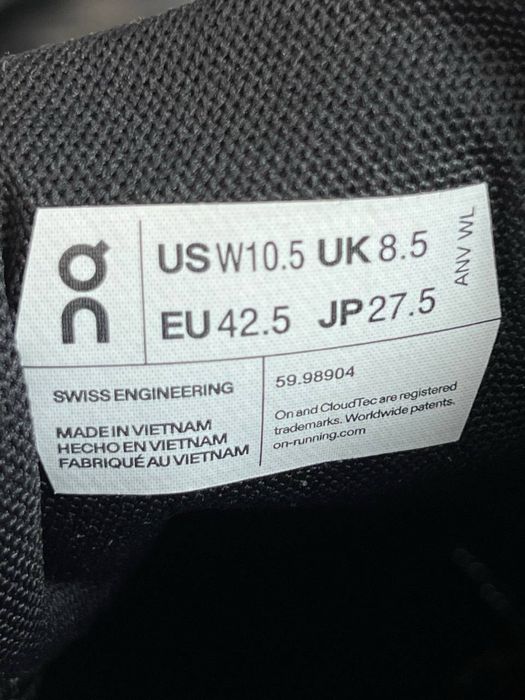 On
US W10.5 UK 8.5
EU 42.5 JP 27.5
ANV WL
SWISS ENGINEERING
MADE IN VIETNAM
HECHO EN VIETNAM
FABRIQUÉ AU VIETNAM
59.98904
On and CloudTec are registered
trademarks. Worldwide patents.
on-running.com